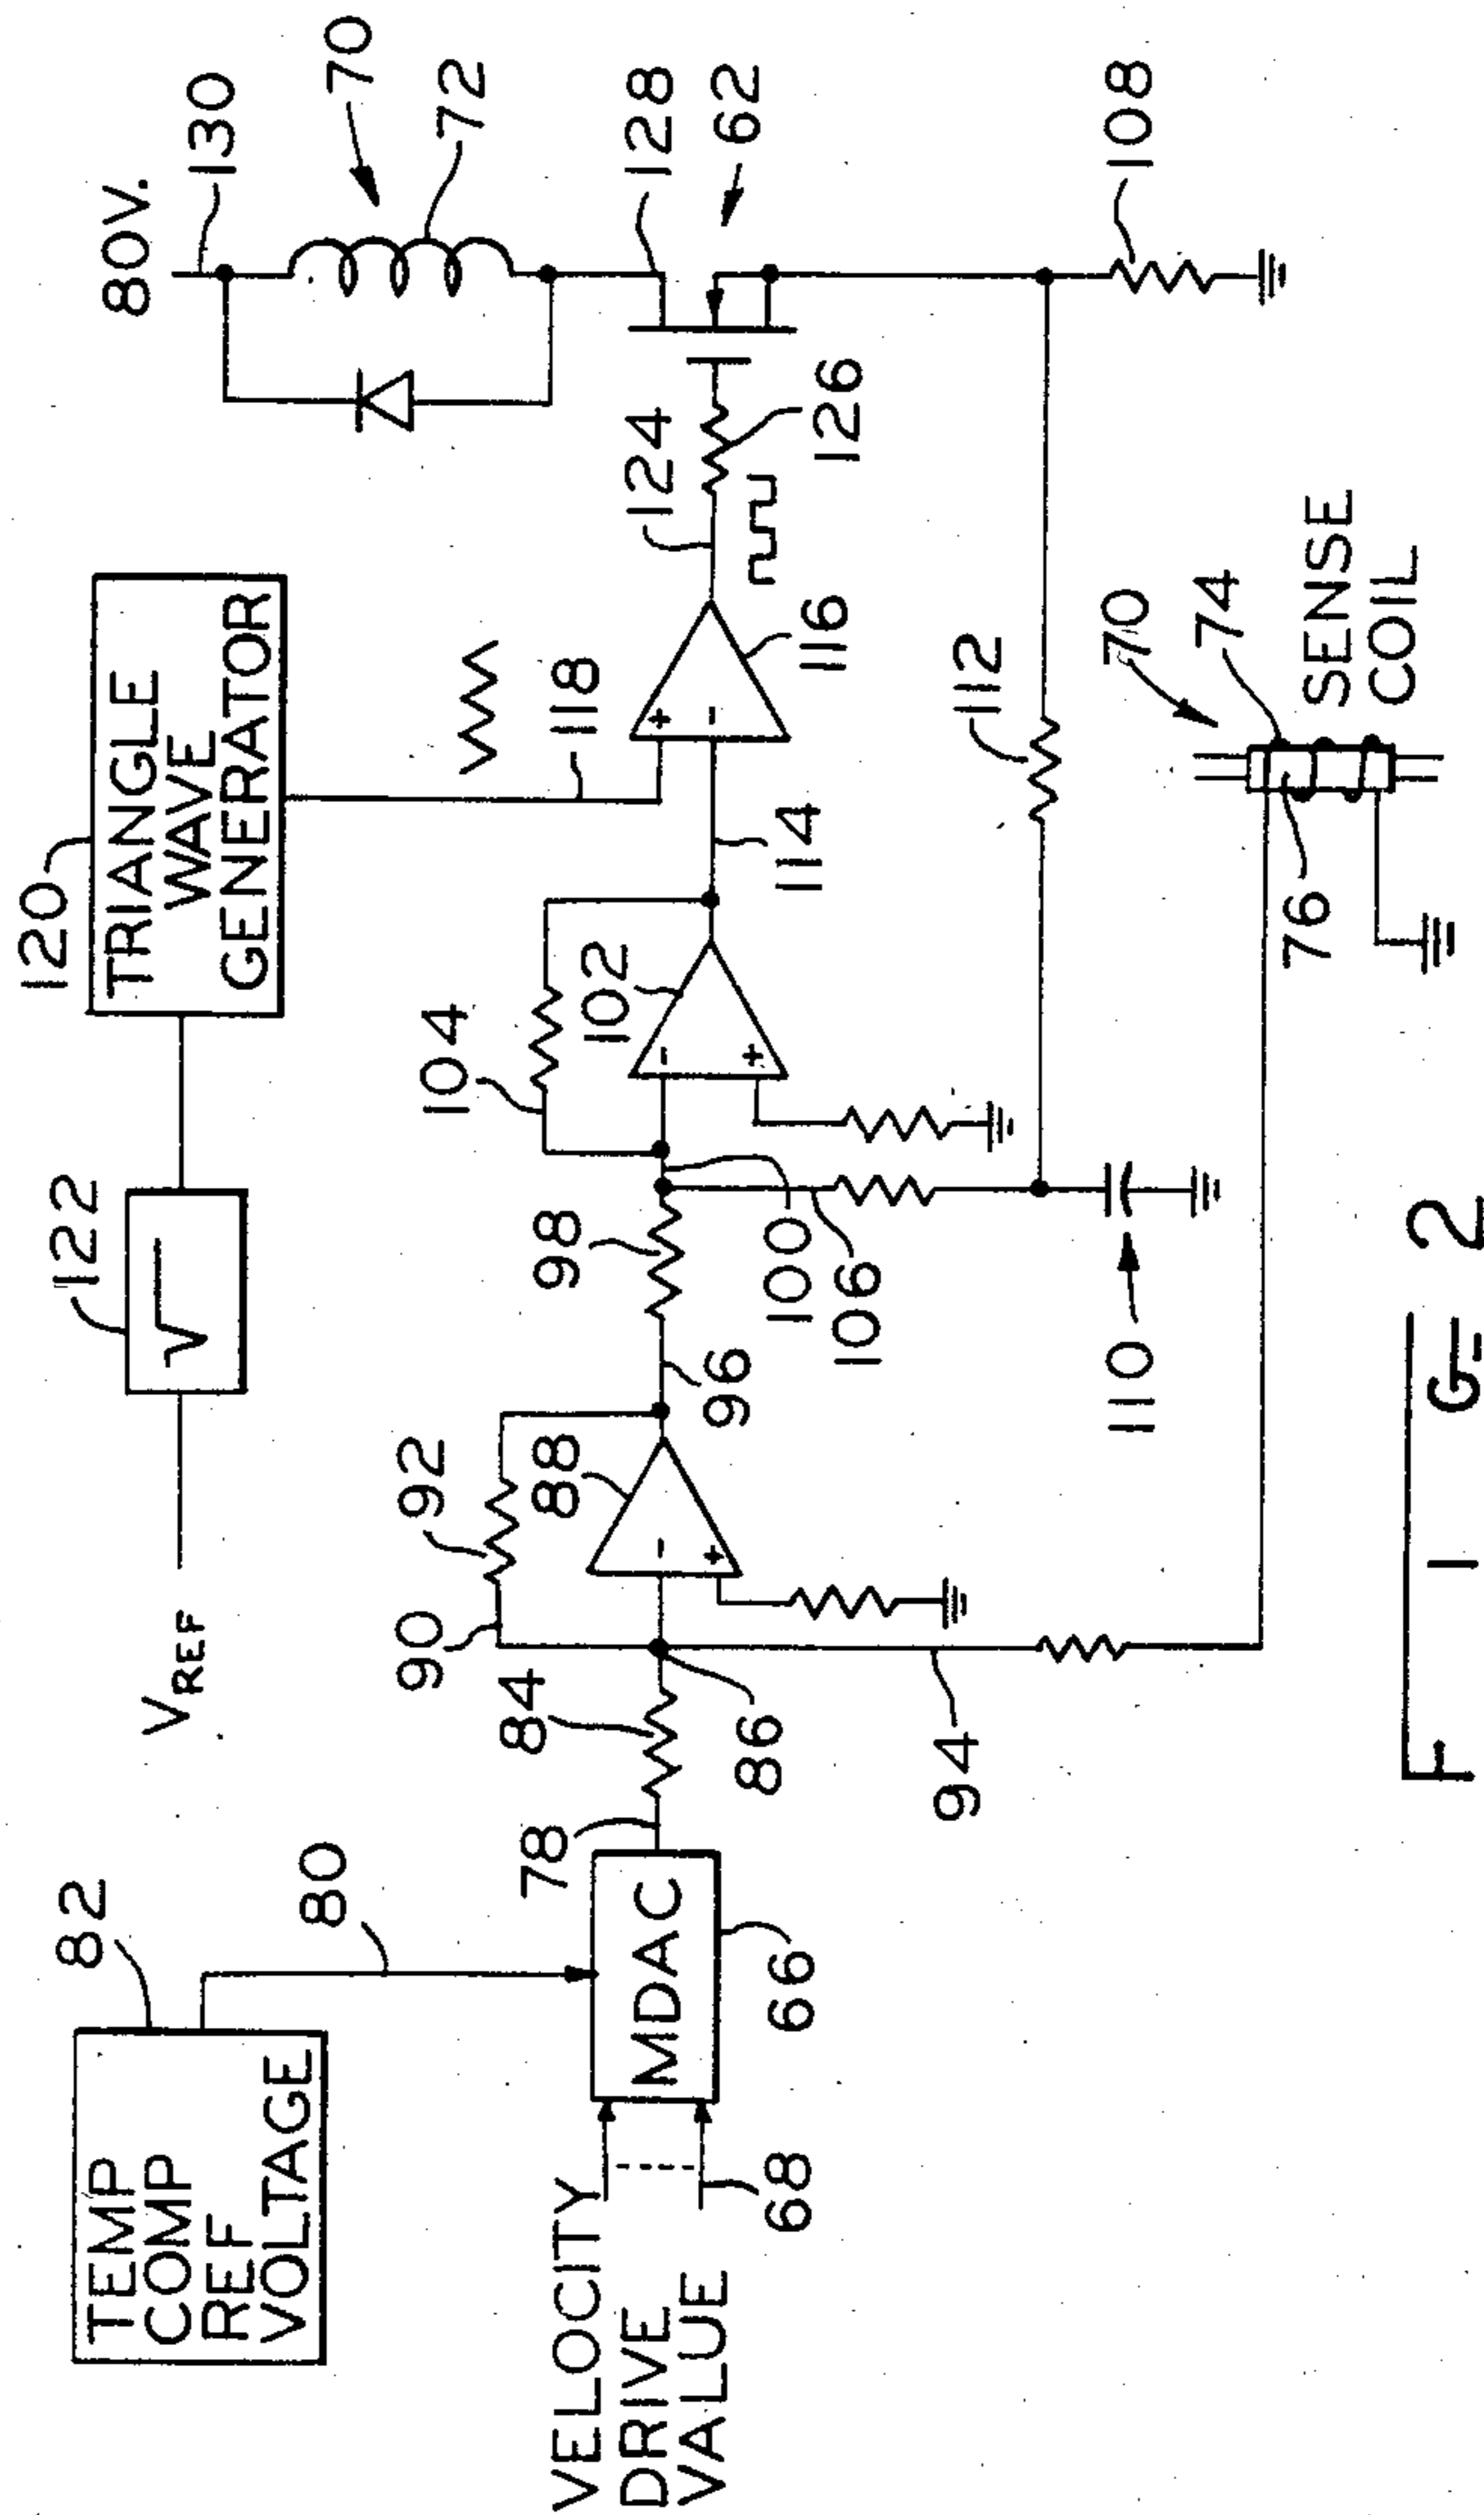 82
TEMP
COMP
REF
VOLTAGE
80
VELOCITY
DRIVE
VALUE
68
MDAC
66
78
84
86
94
90
92
88
96
98
100
106
110
VREF
√
122
120
TRIANGLE
WAVE
GENERATOR
104
102
114
118
+
-
116
124
126
112
80V.
130
70
72
128
62
108
70
74
76
SENSE
COIL
-
+
-
+
FIG_ 2